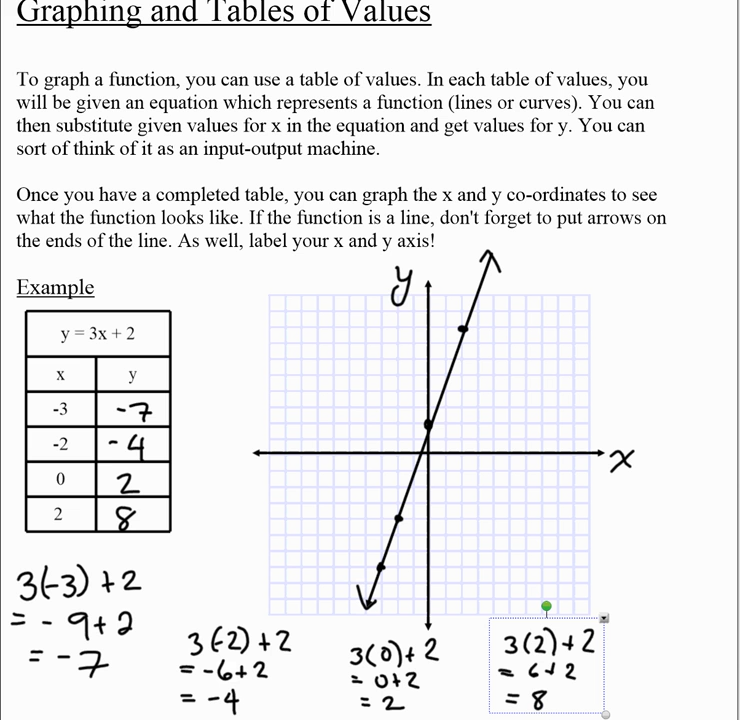 Graphing and Tables of Values
To graph a function, you can use a table of values. In each table of values, you
will be given an equation which represents a function (lines or curves). You can
then substitute given values for x in the equation and get values for y. You can
sort of think of it as an input-output machine.
Once you have a completed table, you can graph the x and y co-ordinates to see
what the function looks like. If the function is a line, don't forget to put arrows on
the ends of the line. As well, label your x and y axis!
Example
y = 3x + 2
x y
-3 -7
-2 -4
0 2
2 8
y
x
3(-3) + 2
= - 9 + 2
= - 7
3(-2) + 2
= -6 + 2
= -4
3(0) + 2
= 0 + 2
= 2
3(2) + 2
= 6 + 2
= 8